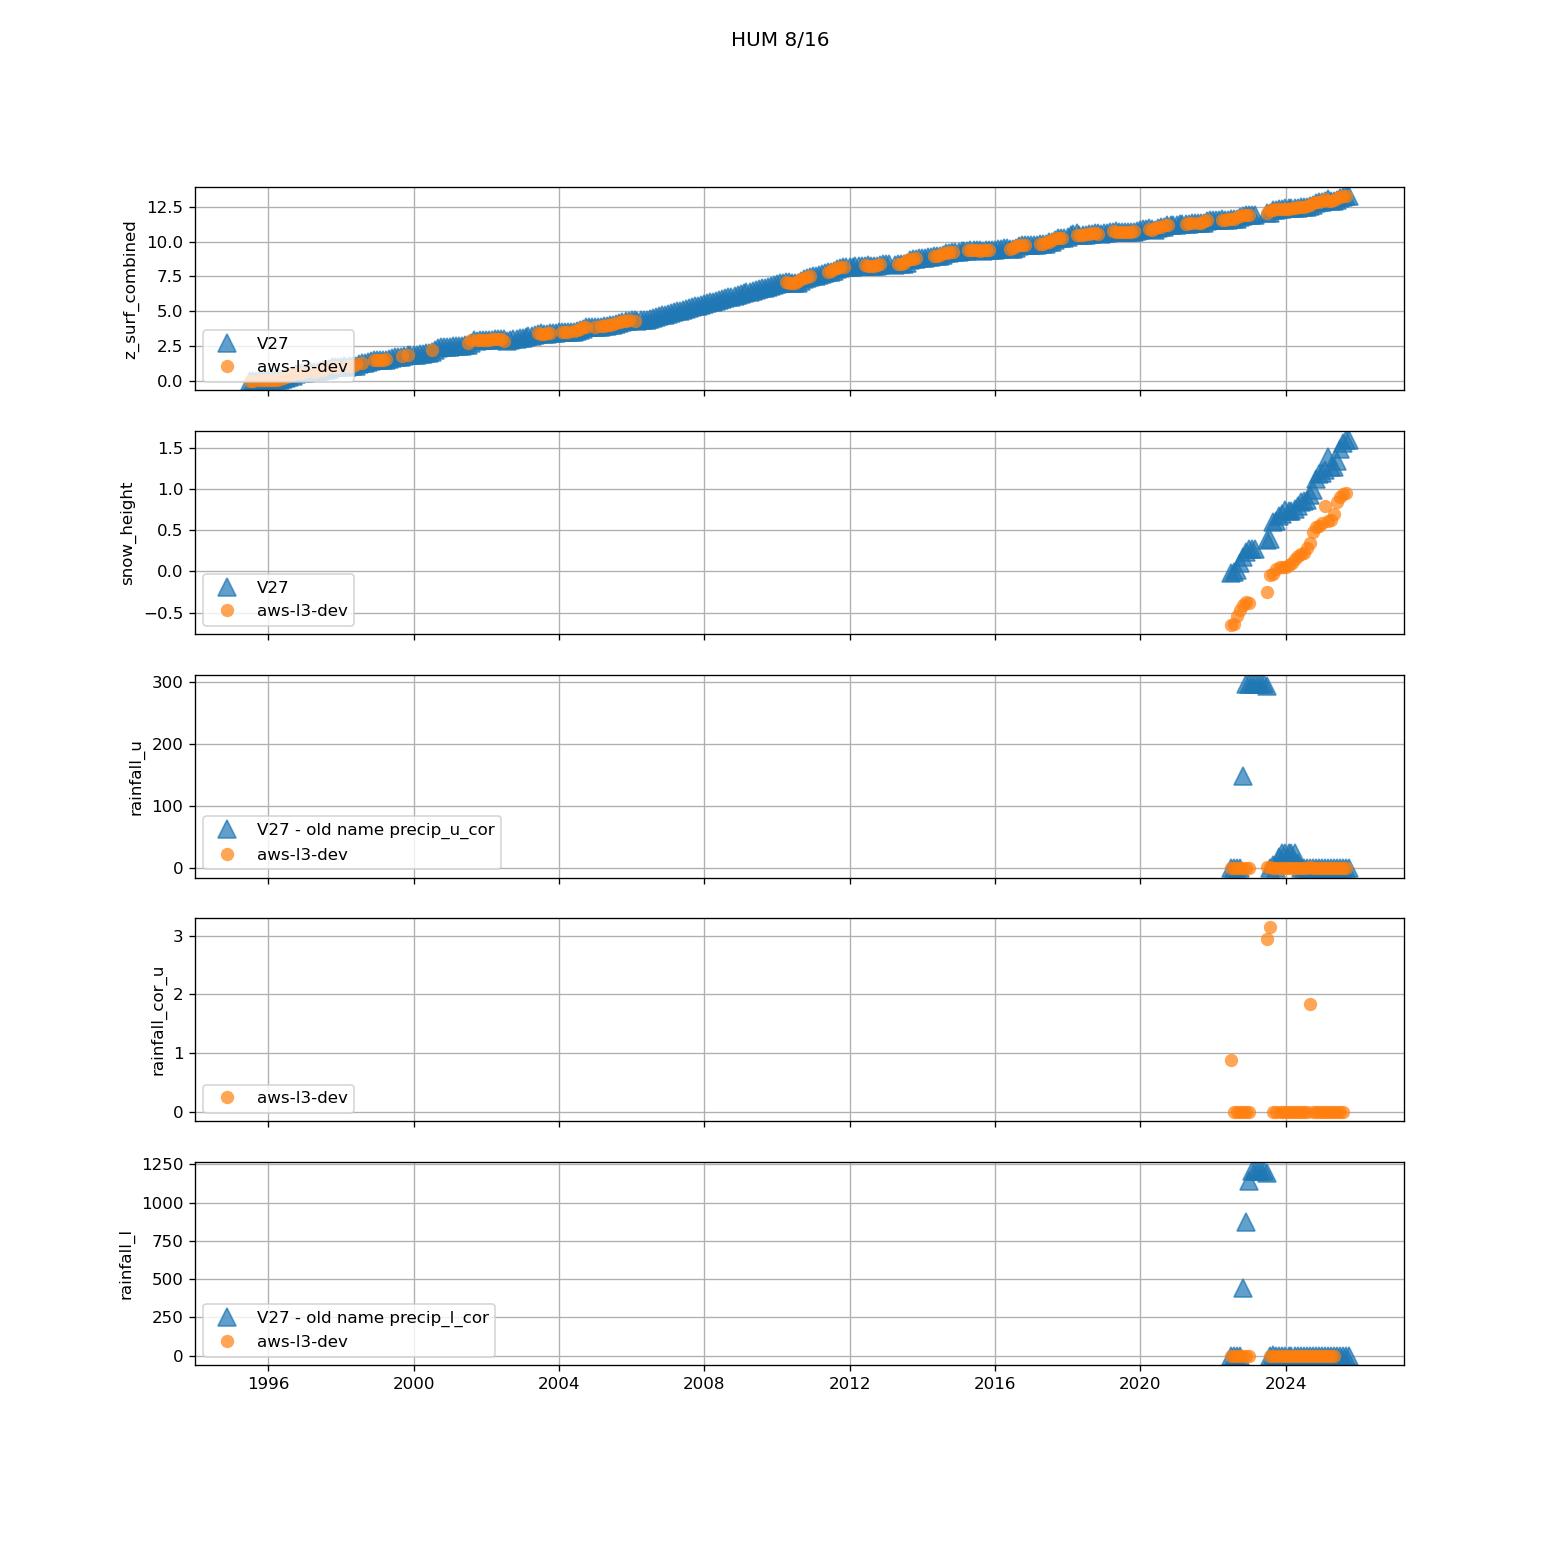 HUM 8/16
z_surf_combined
12.5
10.0
7.5
5.0
2.5
0.0
V27
aws-l3-dev
snow_height
1.5
1.0
0.5
0.0
−0.5
V27
aws-l3-dev
rainfall_u
300
200
100
0
V27 - old name precip_u_cor
aws-l3-dev
rainfall_cor_u
3
2
1
0
aws-l3-dev
rainfall_l
1250
1000
750
500
250
0
V27 - old name precip_l_cor
aws-l3-dev
1996 2000 2004 2008 2012 2016 2020 2024